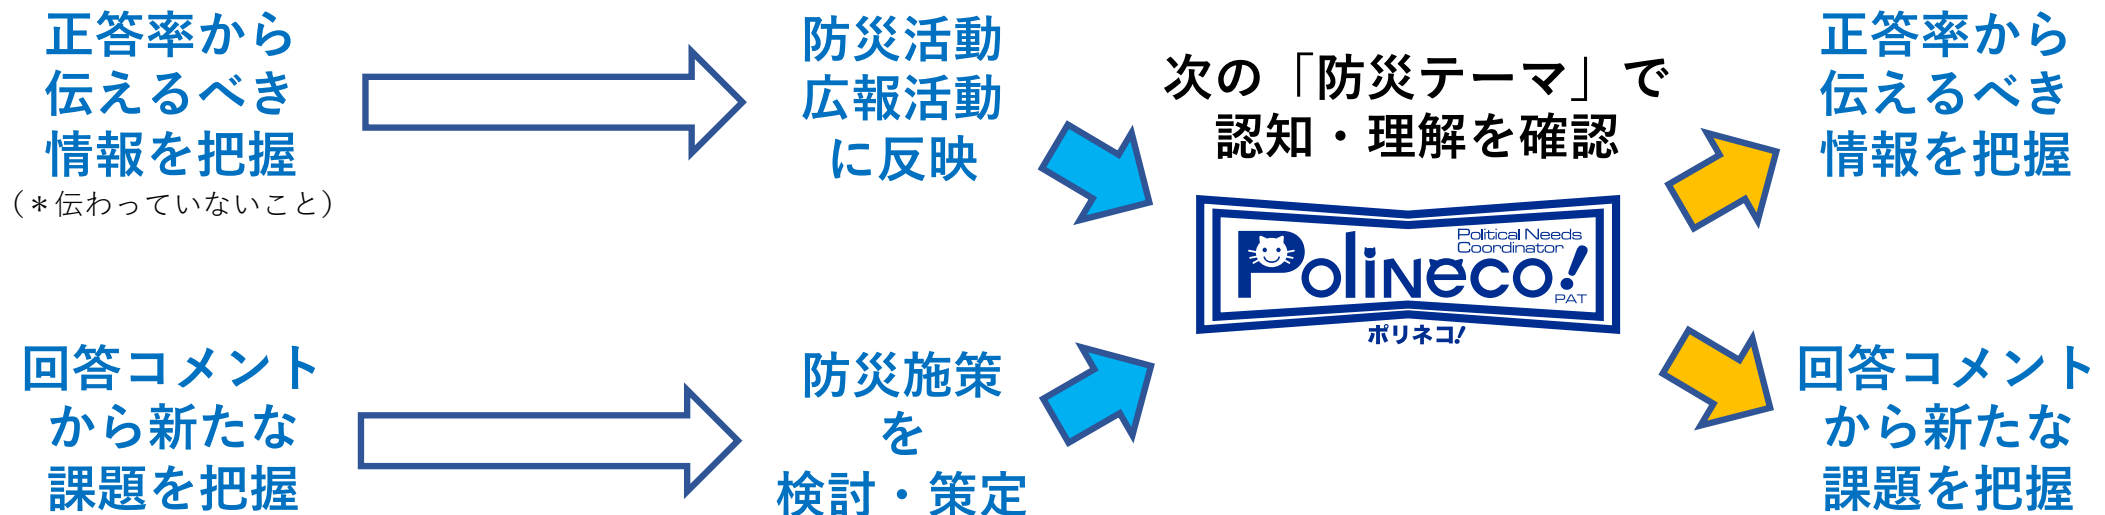 正答率から
伝えるべき
情報を把握
（＊伝わっていないこと）
防災活動
広報活動
に反映
次の「防災テーマ」で
認知・理解を確認
正答率から
伝えるべき
情報を把握
Political Needs
Coordinator
Polineco!
PAT
ポリネコ!
回答コメント
から新たな
課題を把握
防災施策
を
検討・策定
回答コメント
から新たな
課題を把握